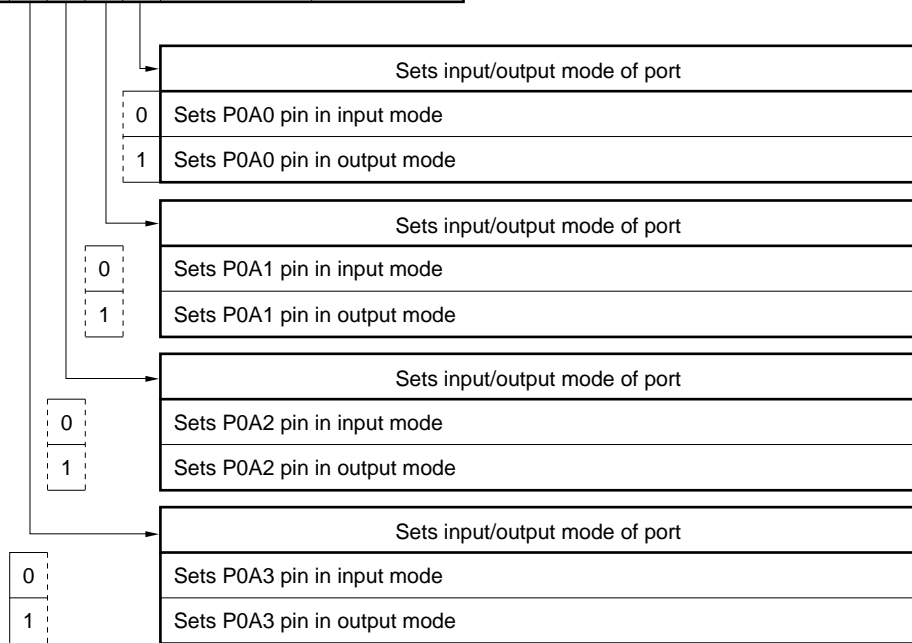 Sets input/output mode of port
0 Sets P0A0 pin in input mode
1 Sets P0A0 pin in output mode
Sets input/output mode of port
0 Sets P0A1 pin in input mode
1 Sets P0A1 pin in output mode
Sets input/output mode of port
0 Sets P0A2 pin in input mode
1 Sets P0A2 pin in output mode
Sets input/output mode of port
0 Sets P0A3 pin in input mode
1 Sets P0A3 pin in output mode